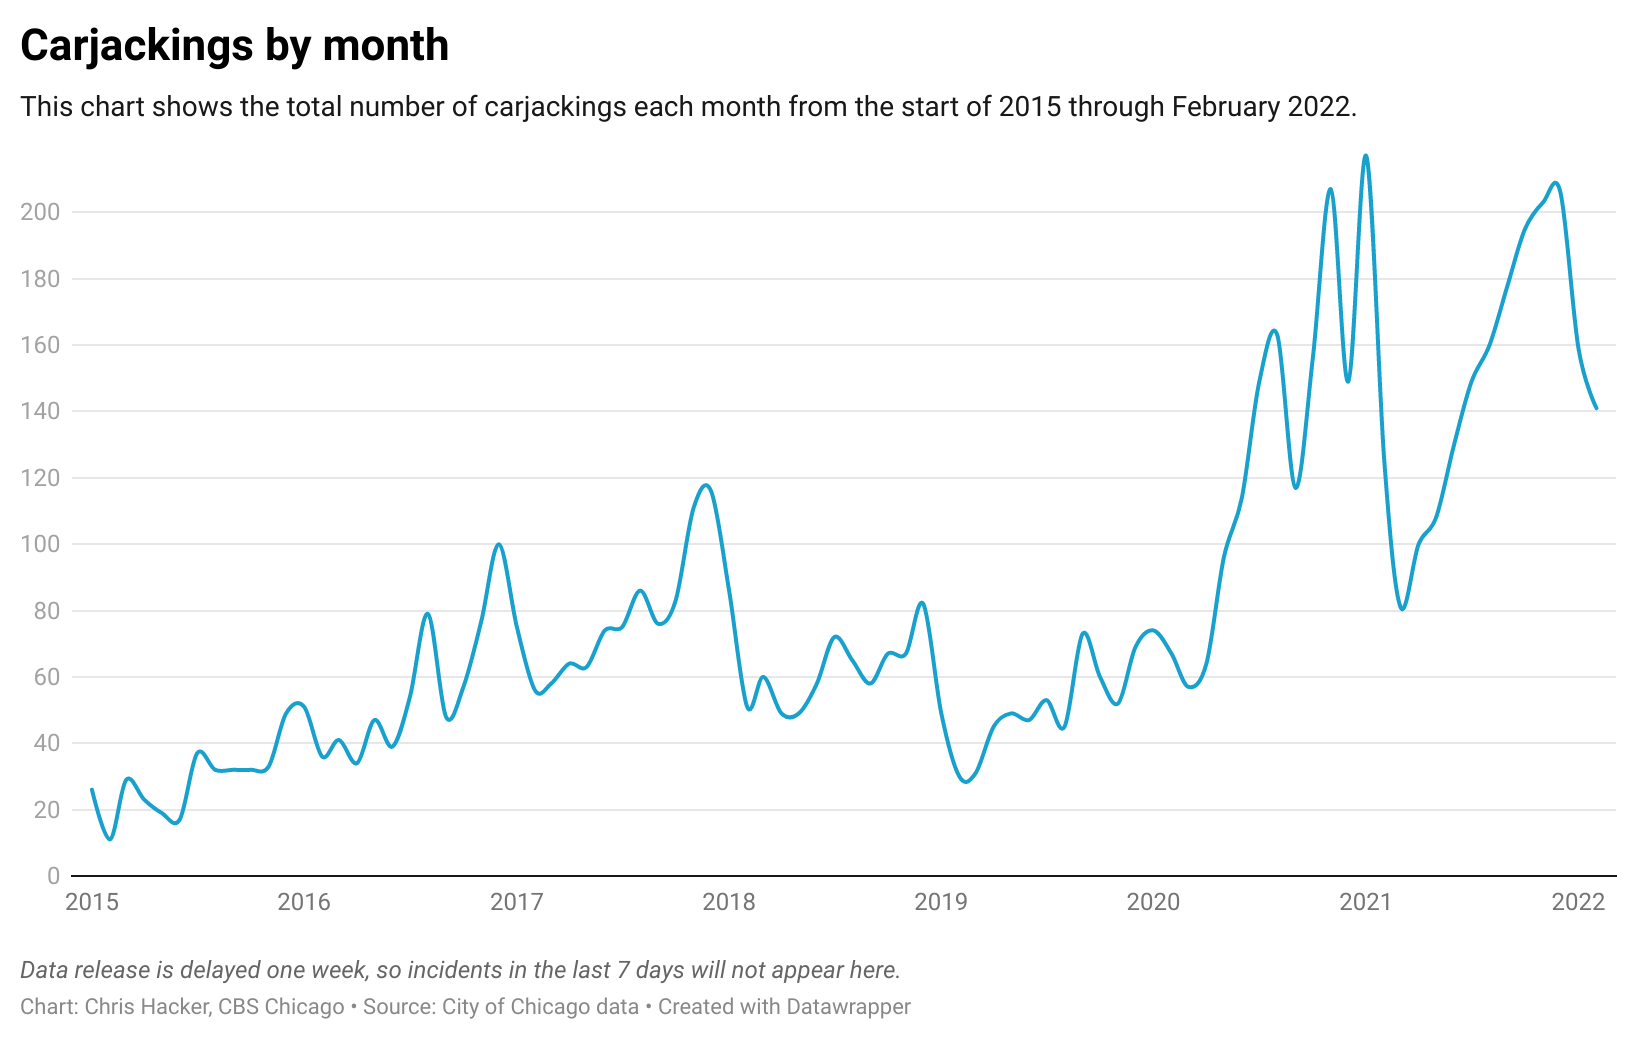 Carjackings by month
This chart shows the total number of carjackings each month from the start of 2015 through February 2022.
200
180
160
140
120
100
80
60
40
20
0
2015 2016 2017 2018 2019 2020 2021 2022
Data release is delayed one week, so incidents in the last 7 days will not appear here.
Chart: Chris Hacker, CBS Chicago • Source: City of Chicago data • Created with Datawrapper